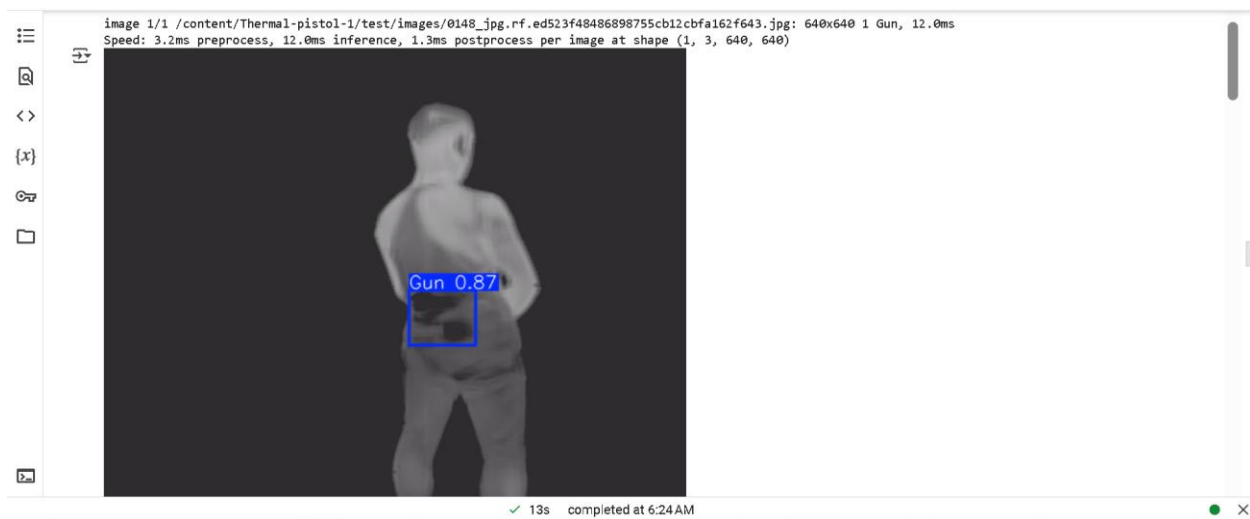 image 1/1 /content/Thermal-pistol-1/test/images/0148_jpg.rf.ed523f48486898755cb12cbfa162f643.jpg: 640x640 1 Gun, 12.0ms
Speed: 3.2ms preprocess, 12.0ms inference, 1.3ms postprocess per image at shape (1, 3, 640, 640)
{x}
Gun 0.87
13s completed at 6:24 AM